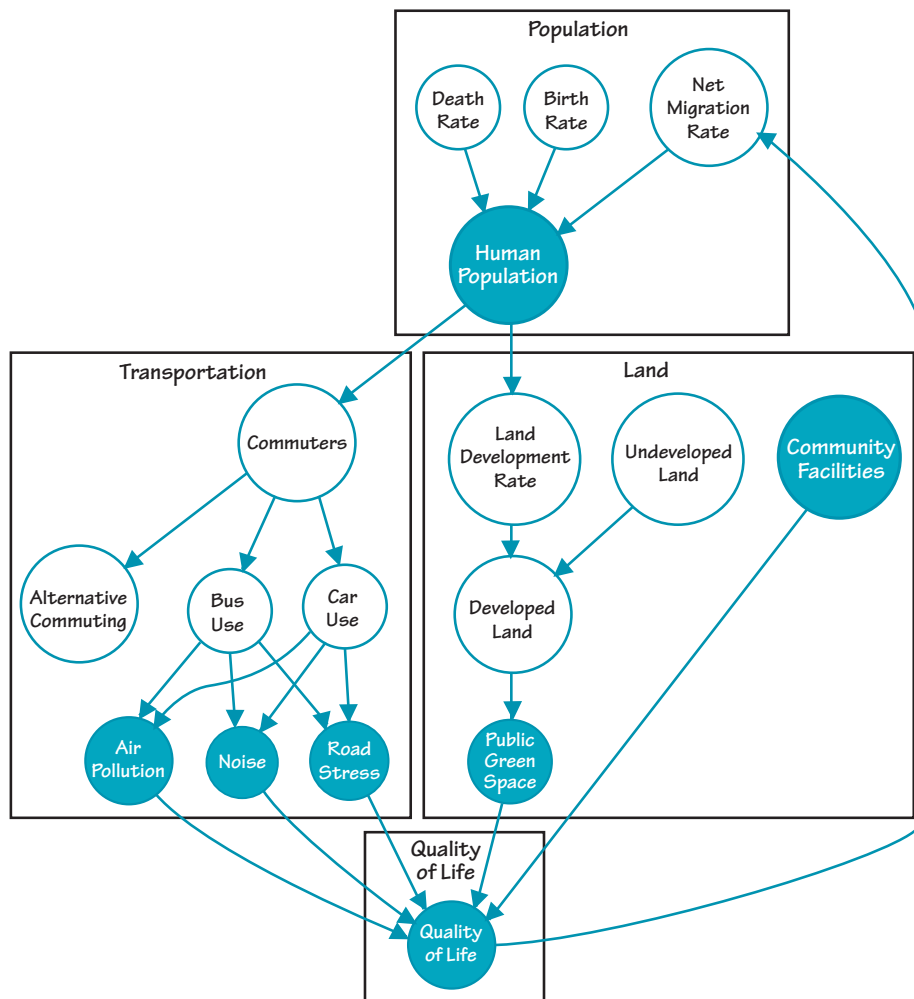 Population
Death
Rate
Birth
Rate
Net
Migration
Rate
Human
Population
Transportation
Commuters
Alternative
Commuting
Bus
Use
Car
Use
Air
Pollution
Noise
Road
Stress
Land
Land
Development
Rate
Undeveloped
Land
Community
Facilities
Developed
Land
Public
Green
Space
Quality
of Life
Quality
of Life